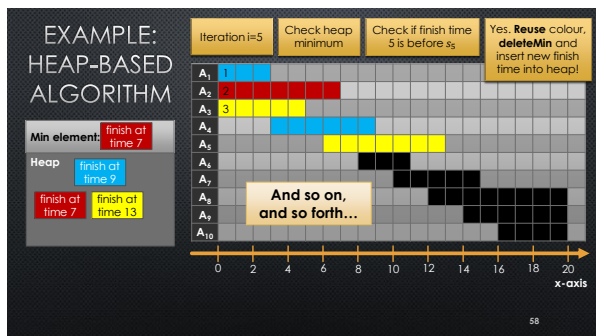 EXAMPLE:
HEAP-BASED
ALGORITHM
Iteration i=5
Check heap
minimum
Check if finish time
5 is before s₅
Yes. Reuse colour,
deleteMin and
insert new finish
time into heap!
Min element:
finish at
time 7
Heap
finish at
time 9
finish at
time 7
finish at
time 13
A₁ 1
A₂ 2
A₃ 3
A₄
A₅
A₆
A₇
A₈
A₉
A₁₀
And so on,
and so forth…
0 2 4 6 8 10 12 14 16 18 20
x-axis
58